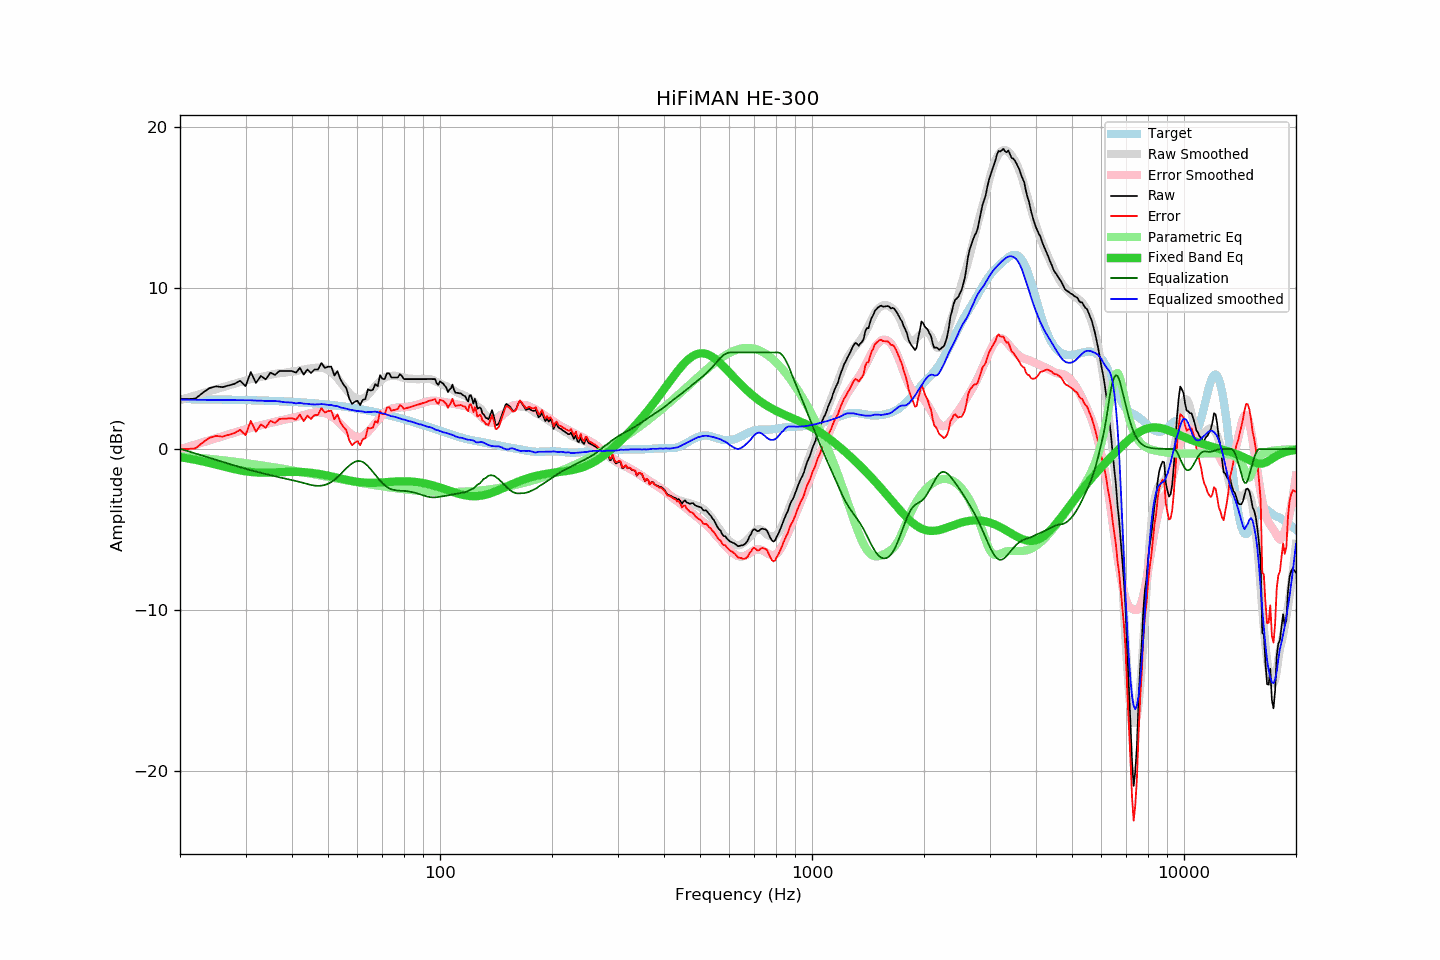 HiFiMAN HE-300
20
10
0
−10
−20
Amplitude (dBr)
100
1000
10000
Frequency (Hz)
Target
Raw Smoothed
Error Smoothed
Raw
Error
Parametric Eq
Fixed Band Eq
Equalization
Equalized smoothed